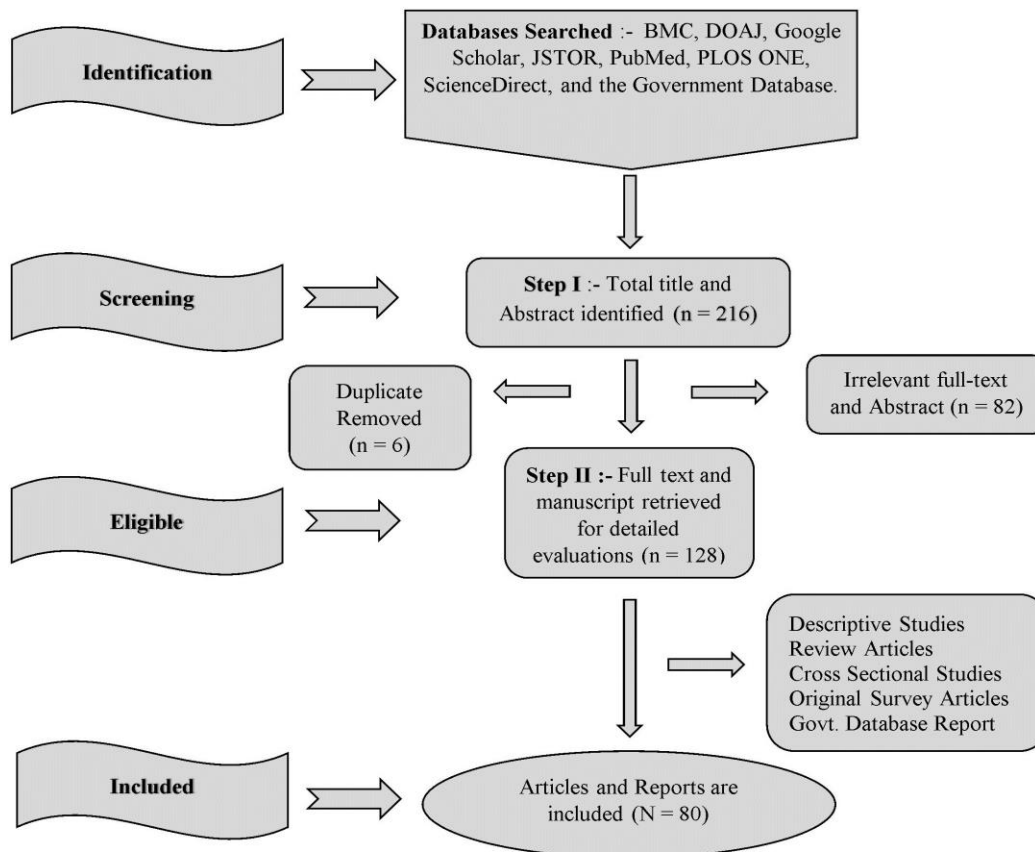 Identification
Databases Searched :- BMC, DOAJ, Google
Scholar, JSTOR, PubMed, PLOS ONE,
ScienceDirect, and the Government Database.
Screening
Step I :- Total title and
Abstract identified (n = 216)
Duplicate
Removed
(n = 6)
Irrelevant full-text
and Abstract (n = 82)
Eligible
Step II :- Full text and
manuscript retrieved
for detailed
evaluations (n = 128)
Descriptive Studies
Review Articles
Cross Sectional Studies
Original Survey Articles
Govt. Database Report
Included
Articles and Reports are
included (N = 80)